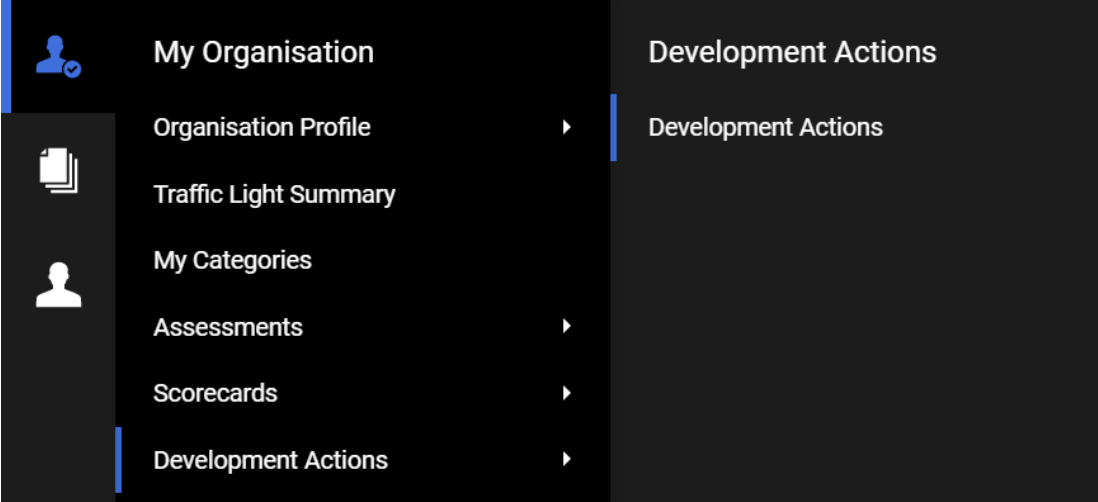 My Organisation
Organisation Profile
Traffic Light Summary
My Categories
Assessments
Scorecards
Development Actions
Development Actions
Development Actions